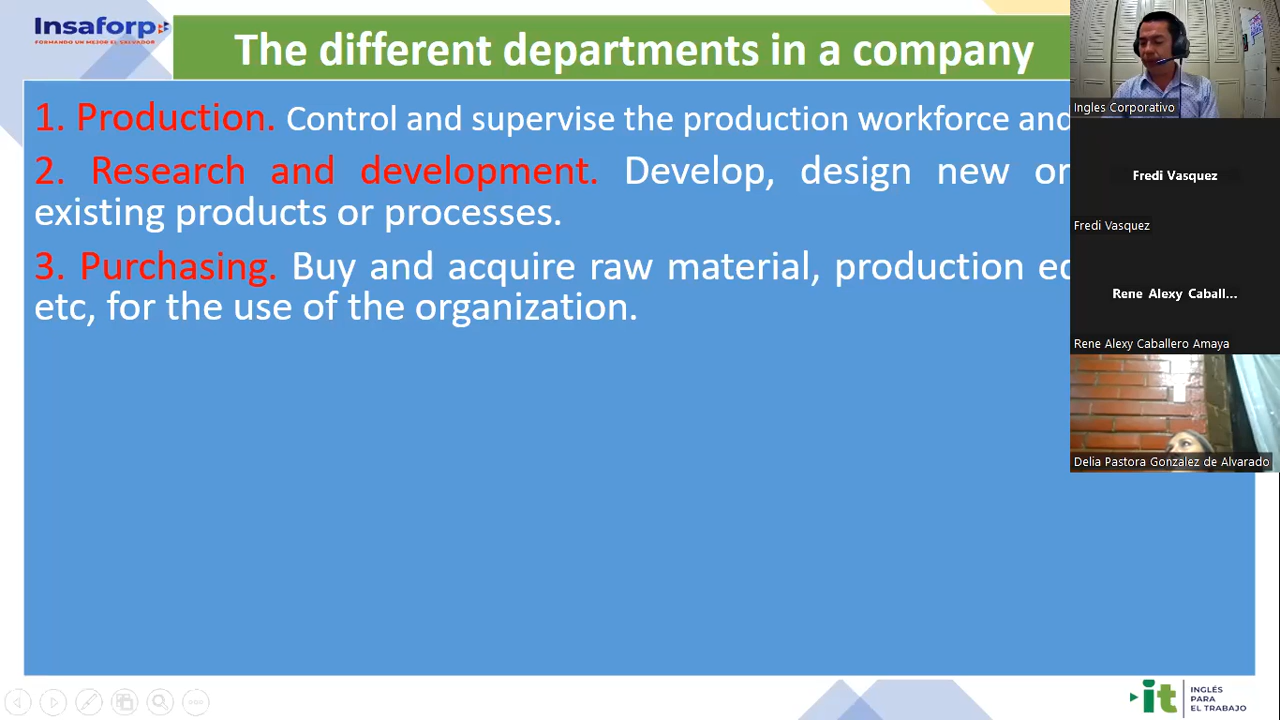 Insaforp
FORMANDO UN MEJOR EL SALVADOR
The different departments in a company
1. Production. Control and supervise the production workforce and
2. Research and development. Develop, design new or
existing products or processes.
3. Purchasing. Buy and acquire raw material, production
etc, for the use of the organization.
Ingles Corporativo
Fredi Vasquez
Fredi Vasquez
Rene Alexy Caball...
Rene Alexy Caballero Amaya
Delia Pastora Gonzalez de Alvarado
it
INGLÉS
PARA
EL TRABAJO